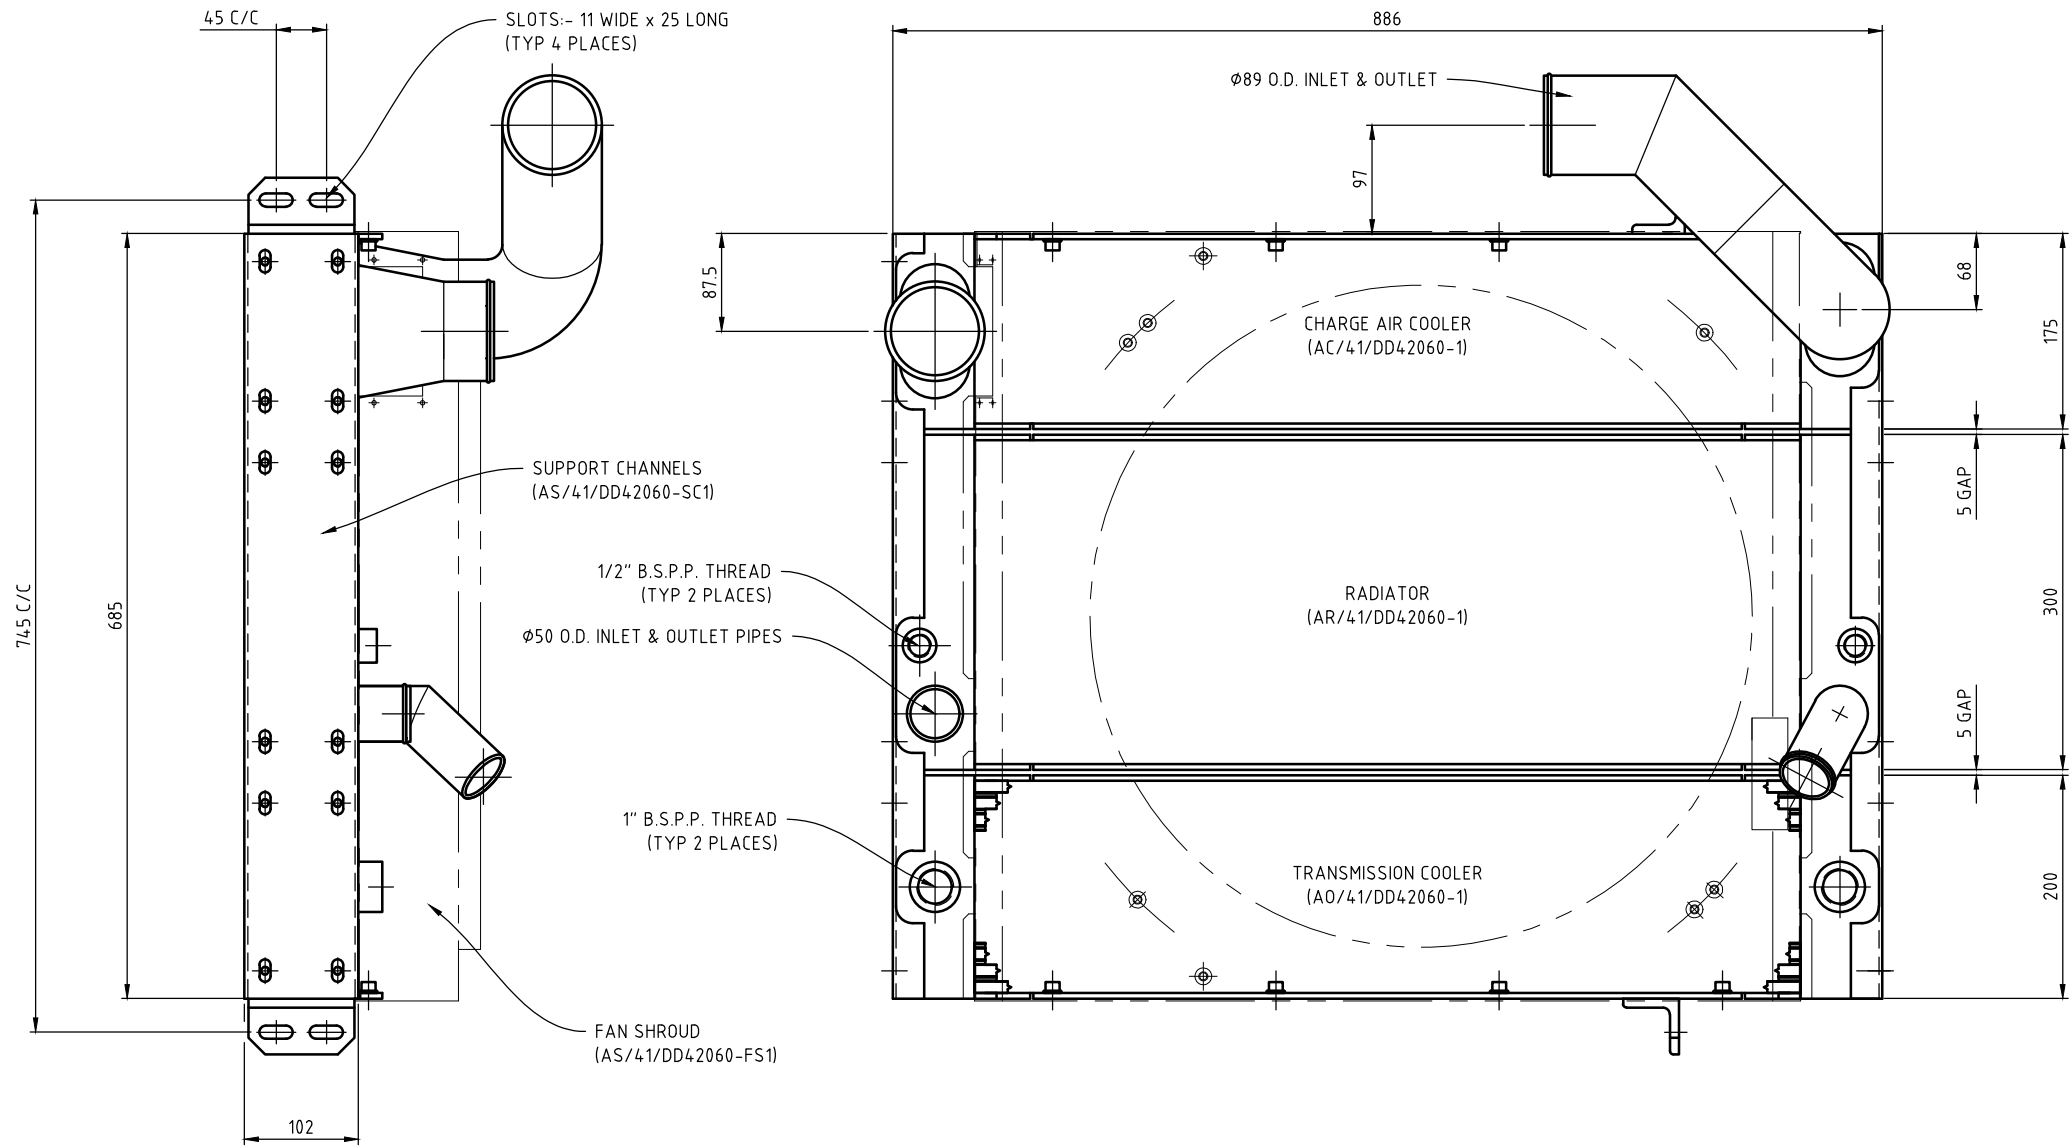 45 C/C
SLOTS:- 11 WIDE x 25 LONG
(TYP 4 PLACES)
886
Ø89 O.D. INLET & OUTLET
97
87.5
68
175
CHARGE AIR COOLER
(AC/41/DD42060-1)
SUPPORT CHANNELS
(AS/41/DD42060-SC1)
5 GAP
745 C/C
685
1/2" B.S.P.P. THREAD
(TYP 2 PLACES)
Ø50 O.D. INLET & OUTLET PIPES
RADIATOR
(AR/41/DD42060-1)
300
5 GAP
1" B.S.P.P. THREAD
(TYP 2 PLACES)
TRANSMISSION COOLER
(AO/41/DD42060-1)
200
FAN SHROUD
(AS/41/DD42060-FS1)
102